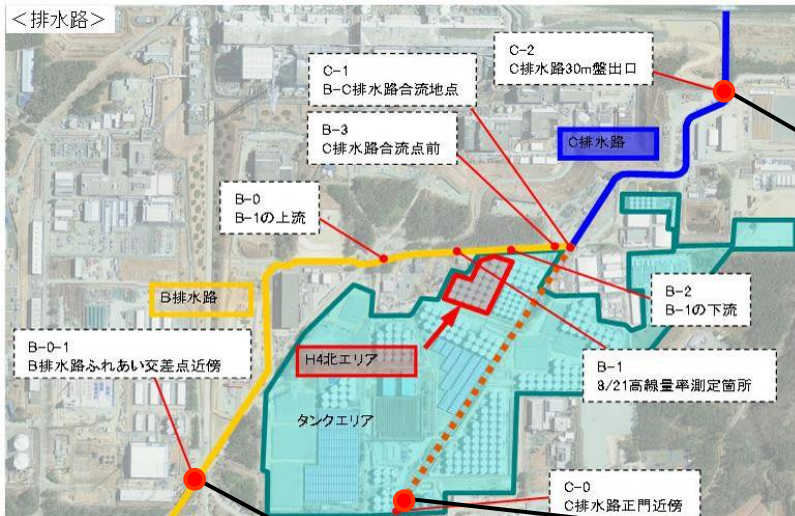 <排水路>
C-2
C排水路30m盤出口
C-1
B-C排水路合流地点
B-3
C排水路合流点前
C排水路
B-0
B-1の上流
B排水路
B-2
B-1の下流
B-0-1
B排水路ふれあい交差点近傍
H4北エリア
B-1
8/21高線量率測定箇所
タンクエリア
C-0
C排水路正門近傍